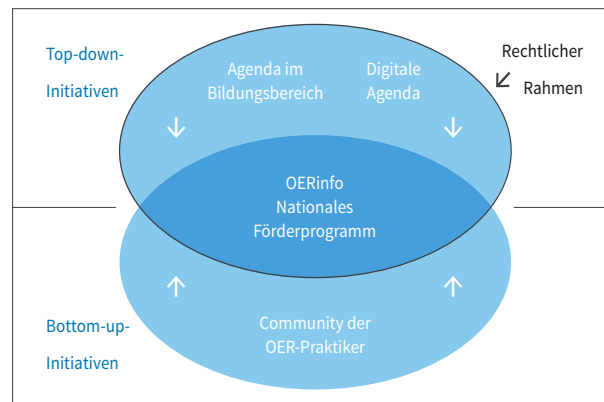 Top-down-
Initiativen
Agenda im
Bildungsbereich
Digitale
Agenda
Rechtlicher
Rahmen
OERinfo
Nationales
Förderprogramm
Bottom-up-
Initiativen
Community der
OER-Praktiker